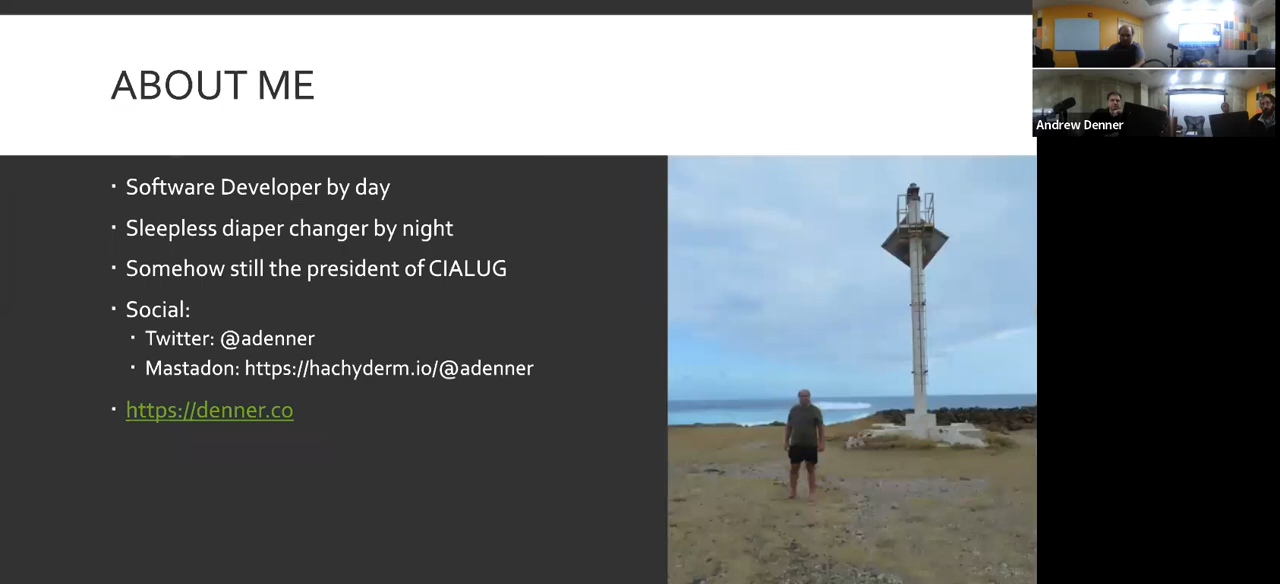 ABOUT ME
▪ Software Developer by day
▪ Sleepless diaper changer by night
▪ Somehow still the president of CIALUG
▪ Social:
▪ Twitter: @adenner
▪ Mastadon: https://hachyderm.io/@adenner
▪ https://denner.co
Andrew Denner